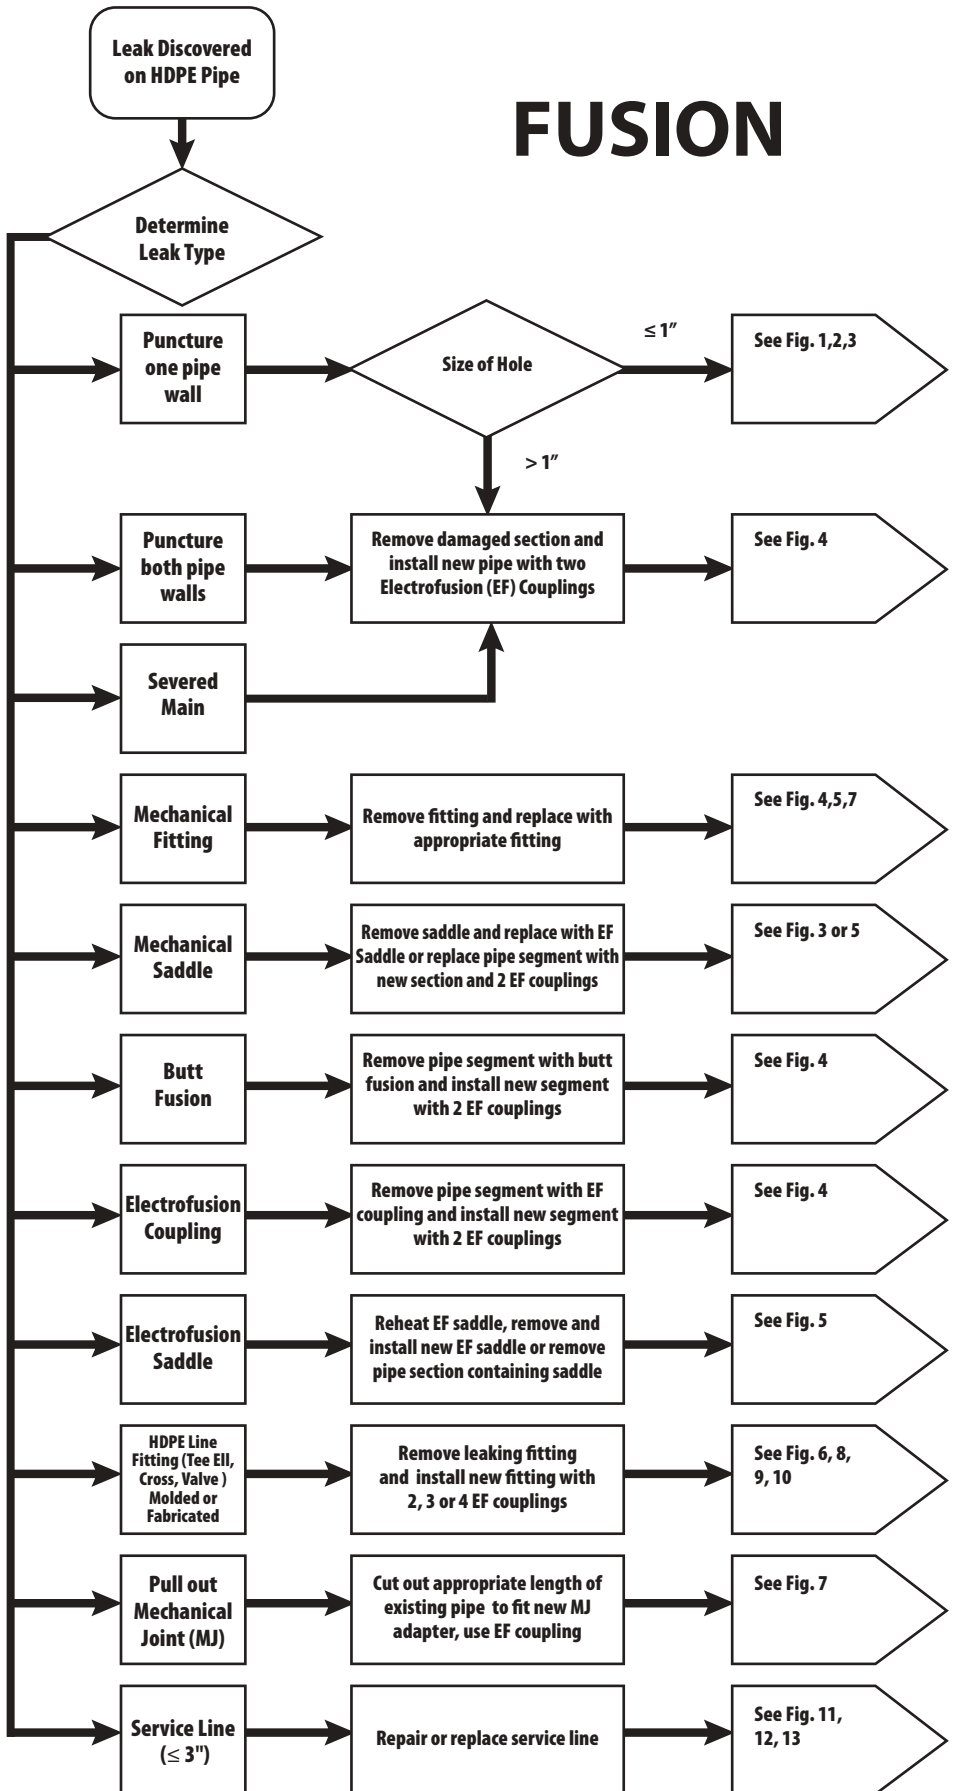 Leak Discovered
on HDPE Pipe
FUSION
Determine
Leak Type
Puncture
one pipe
wall
Size of Hole
≤ 1″
See Fig. 1,2,3
> 1″
Puncture
both pipe
walls
Remove damaged section and
install new pipe with two
Electrofusion (EF) Couplings
See Fig. 4
Severed
Main
Mechanical
Fitting
Remove fitting and replace with
appropriate fitting
See Fig. 4,5,7
Mechanical
Saddle
Remove saddle and replace with EF
Saddle or replace pipe segment with
new section and 2 EF couplings
See Fig. 3 or 5
Butt
Fusion
Remove pipe segment with butt
fusion and install new segment
with 2 EF couplings
See Fig. 4
Electrofusion
Coupling
Remove pipe segment with EF
coupling and install new segment
with 2 EF couplings
See Fig. 4
Electrofusion
Saddle
Reheat EF saddle, remove and
install new EF saddle or remove
pipe section containing saddle
See Fig. 5
HDPE Line
Fitting (Tee Ell,
Cross, Valve )
Molded or
Fabricated
Remove leaking fitting
and install new fitting with
2, 3 or 4 EF couplings
See Fig. 6, 8,
9, 10
Pull out
Mechanical
Joint (MJ)
Cut out appropriate length of
existing pipe to fit new MJ
adapter, use EF coupling
See Fig. 7
Service Line
(≤ 3")
Repair or replace service line
See Fig. 11,
12, 13